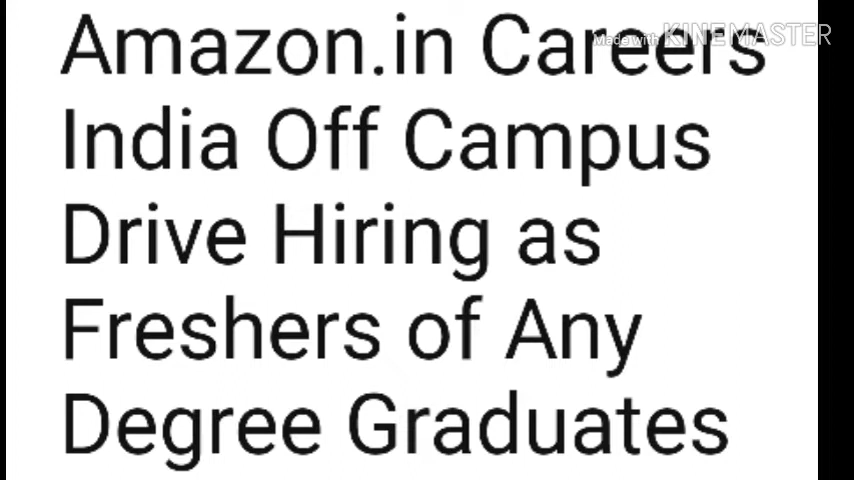 Amazon.in Careers
Made with KINEMASTER
India Off Campus
Drive Hiring as
Freshers of Any
Degree Graduates